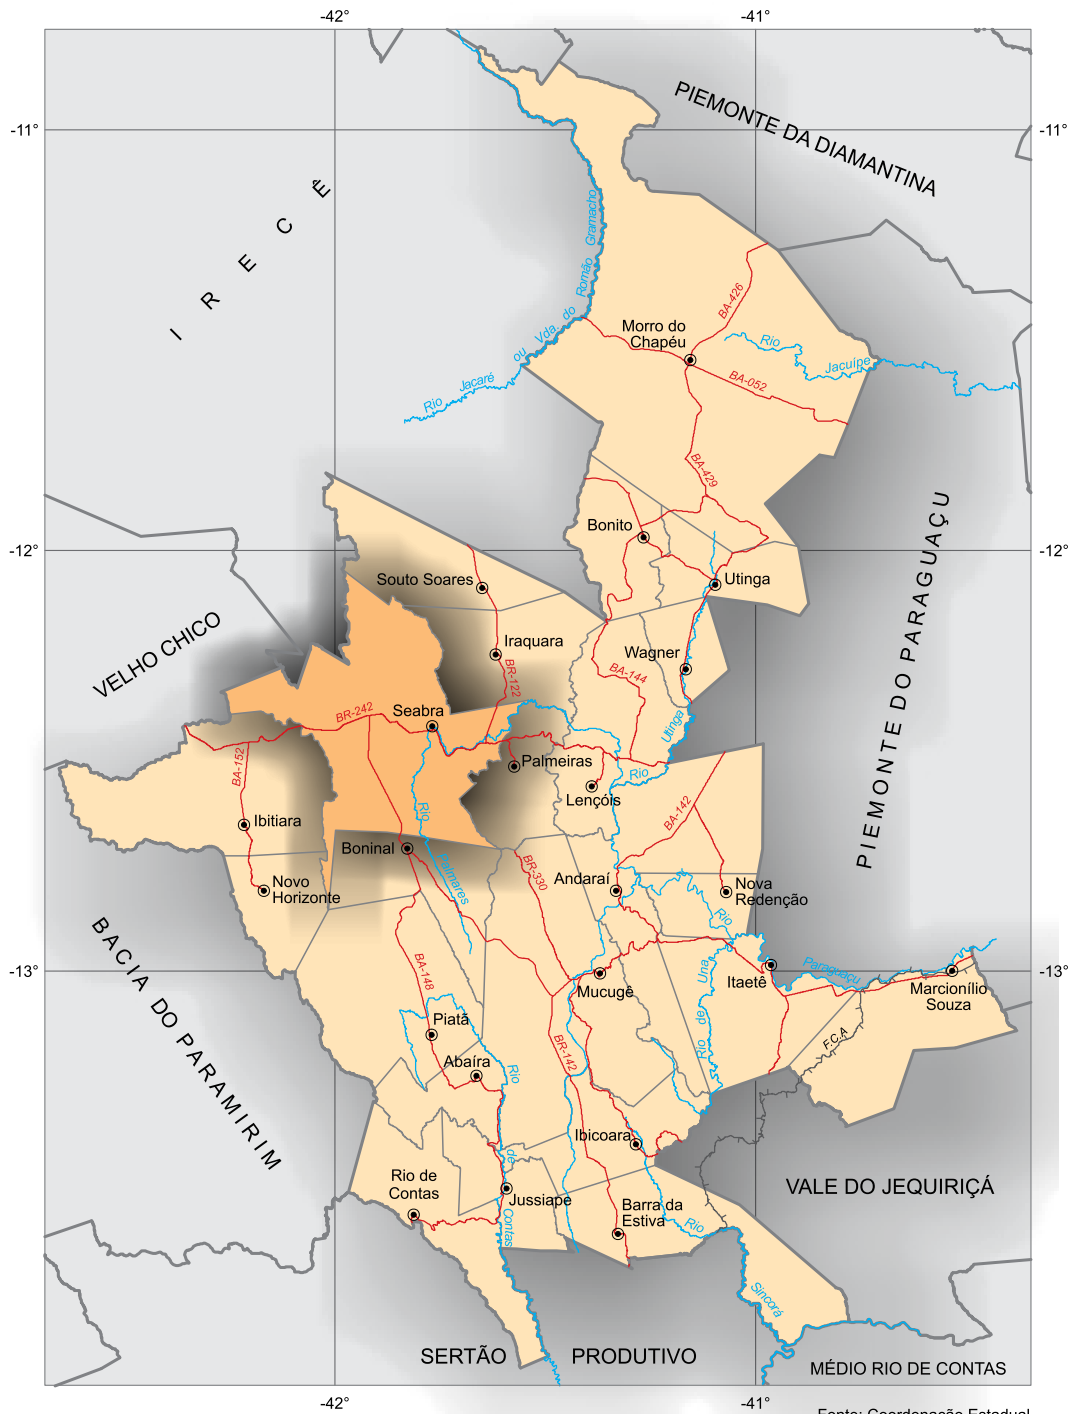 -42°
-41°
-11°
-11°
PIEMONTE DA DIAMANTINA
I R E C Ê
Rio Jacaré ou Vda. do Romão Gramacho
BA-426
Morro do
Chapéu
Rio Jacuípe
BA-052
BA-429
-12°
-12°
Bonito
Utinga
Souto Soares
Iraquara
Wagner
BA-144
BR-122
VELHO CHICO
PIEMONTE DO PARAGUAÇU
Seabra
BR-242
Utinga
Rio
BA-152
Palmeiras
Lençóis
BA-142
Ibitiara
Rio
Palmares
Boninal
BR-330
Andaraí
Novo
Horizonte
Nova
Redenção
Rio
Paraguaçu
BACIA DO PARAMIRIM
-13°
-13°
BA-148
Mucugê
Itaetê
Marcionílio
Souza
Rio de Una
F.C.A
Piatã
Abaíra
BR-142
Rio
de
Contas
Ibicoara
Rio de
Contas
Jussiape
Barra da
Estiva
Rio
Sincorá
VALE DO JEQUIRIÇÁ
SERTÃO PRODUTIVO
MÉDIO RIO DE CONTAS
-42°
-41°
Fonte: Coordenação Estadual